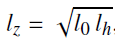 l_z = √(l_0 l_h),